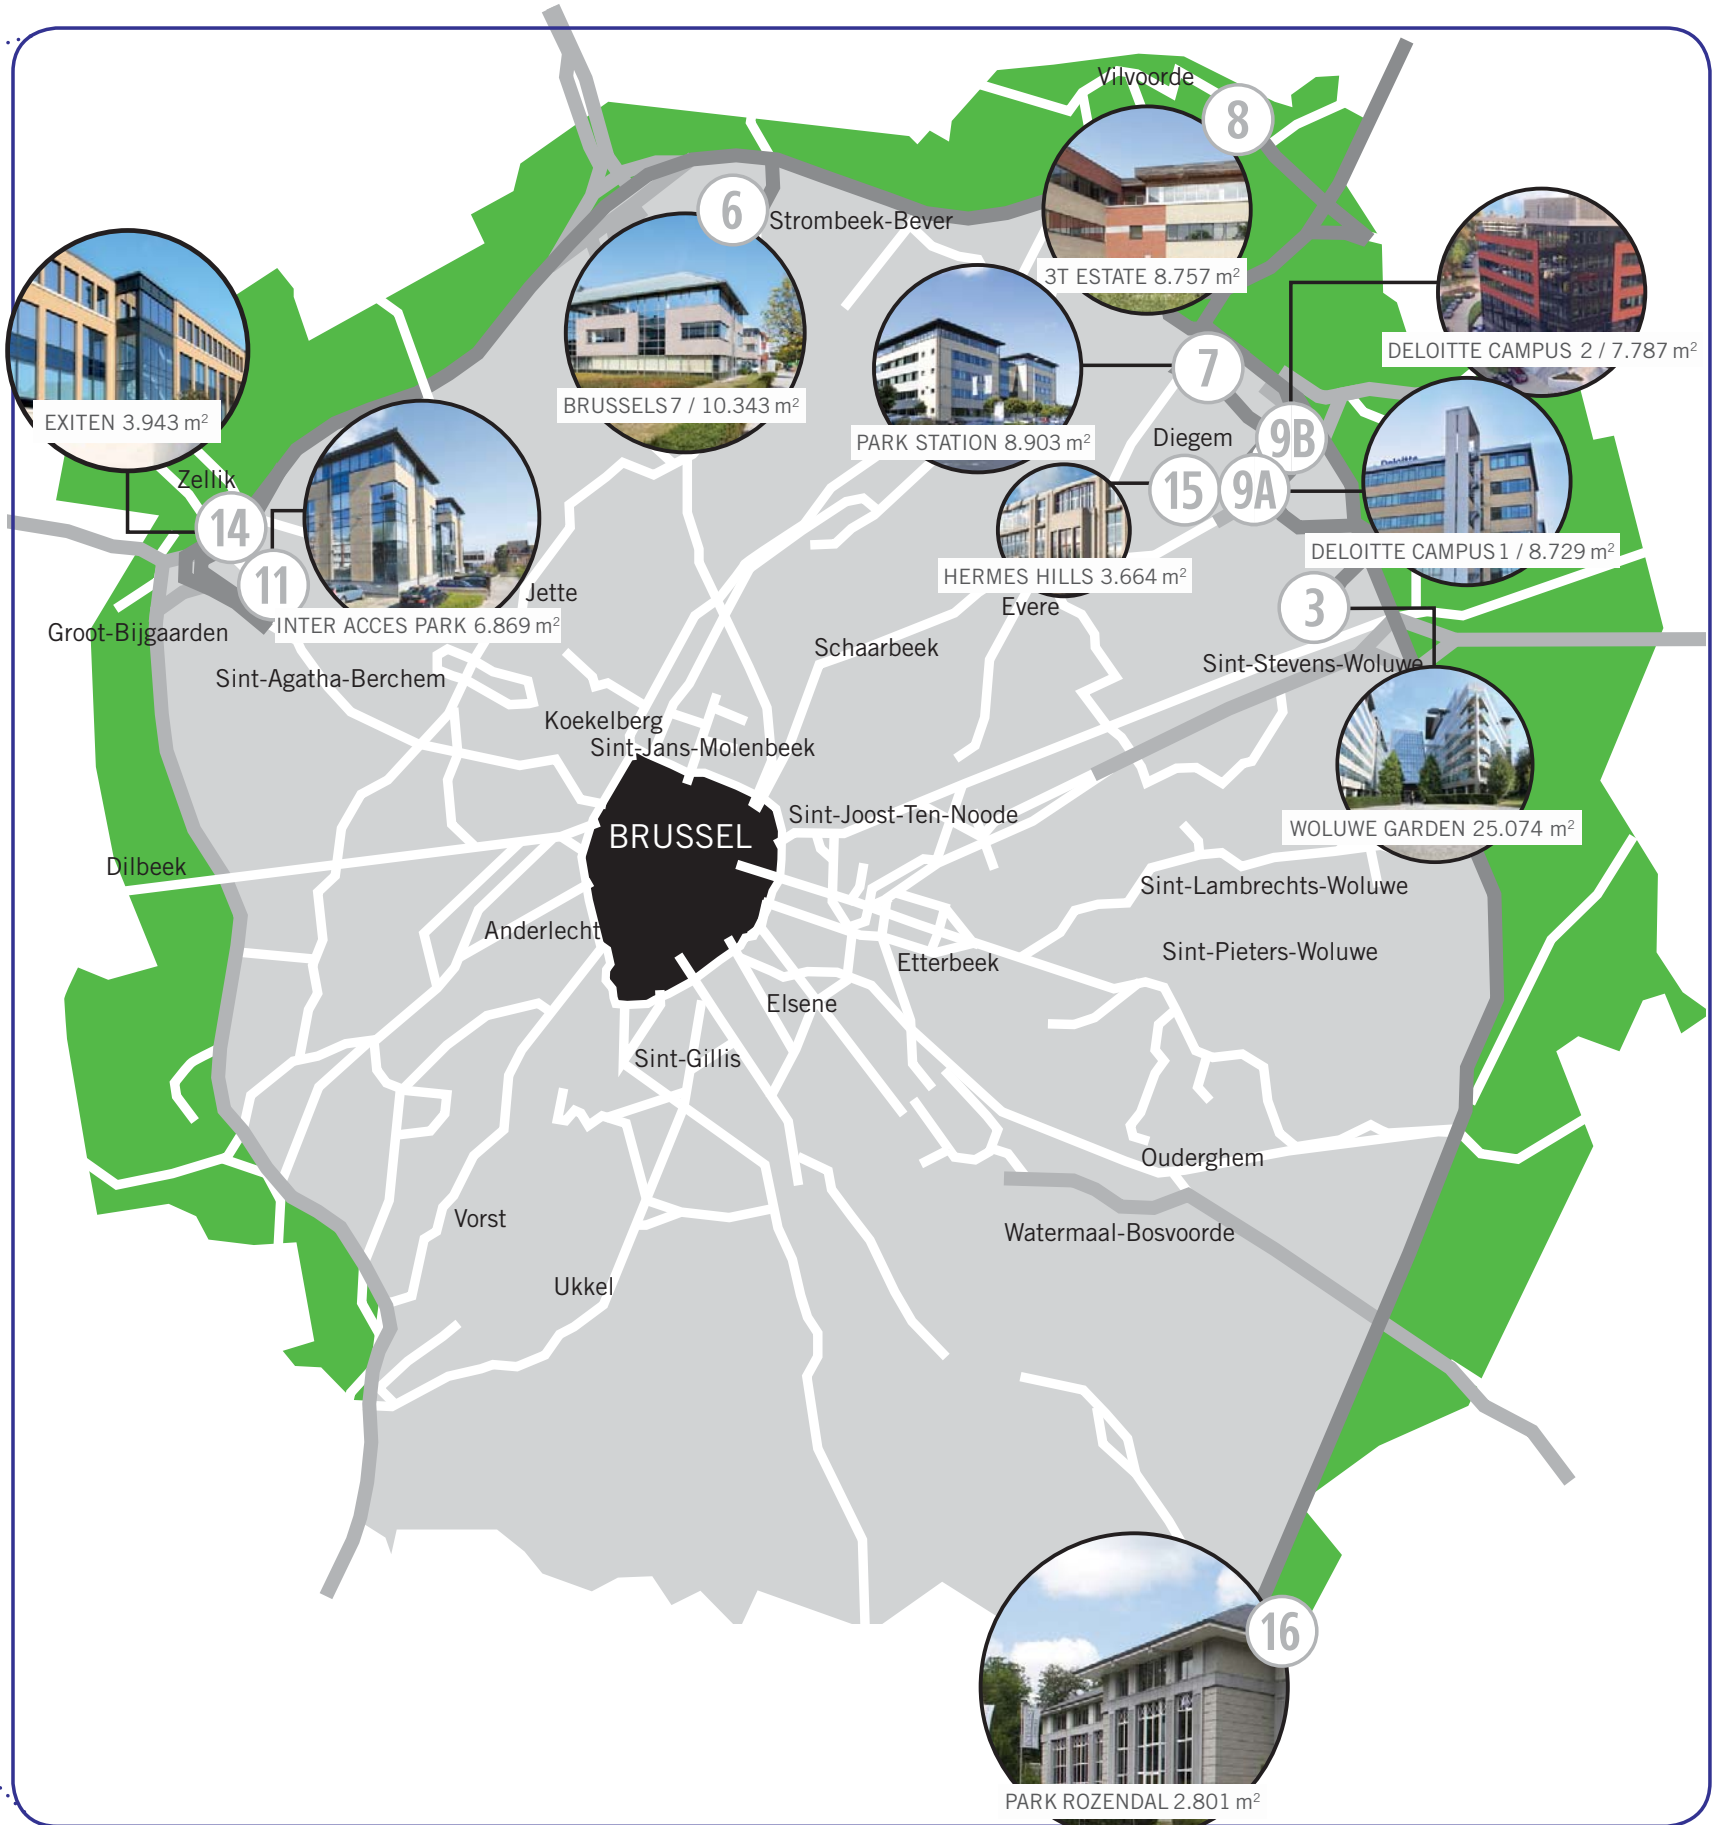 Vilvoorde
8
6
Strombeek-Bever
3T ESTATE 8.757 m²
DELOITTE CAMPUS 2 / 7.787 m²
7
EXITEN 3.943 m²
BRUSSELS 7 / 10.343 m²
PARK STATION 8.903 m²
Diegem
9B
Deloitte
Zellik
15
9A
14
DELOITTE CAMPUS 1 / 8.729 m²
11
HERMES HILLS 3.664 m²
Jette
Evere
3
Groot-Bijgaarden
INTER ACCES PARK 6.869 m²
Schaarbeek
Sint-Stevens-Woluwe
Sint-Agatha-Berchem
Koekelberg
Sint-Jans-Molenbeek
Sint-Joost-Ten-Noode
WOLUWE GARDEN 25.074 m²
BRUSSEL
Dilbeek
Sint-Lambrechts-Woluwe
Anderlecht
Sint-Pieters-Woluwe
Etterbeek
Elsene
Sint-Gillis
Ouderghem
Vorst
Watermaal-Bosvoorde
Ukkel
16
PARK ROZENDAL 2.801 m²